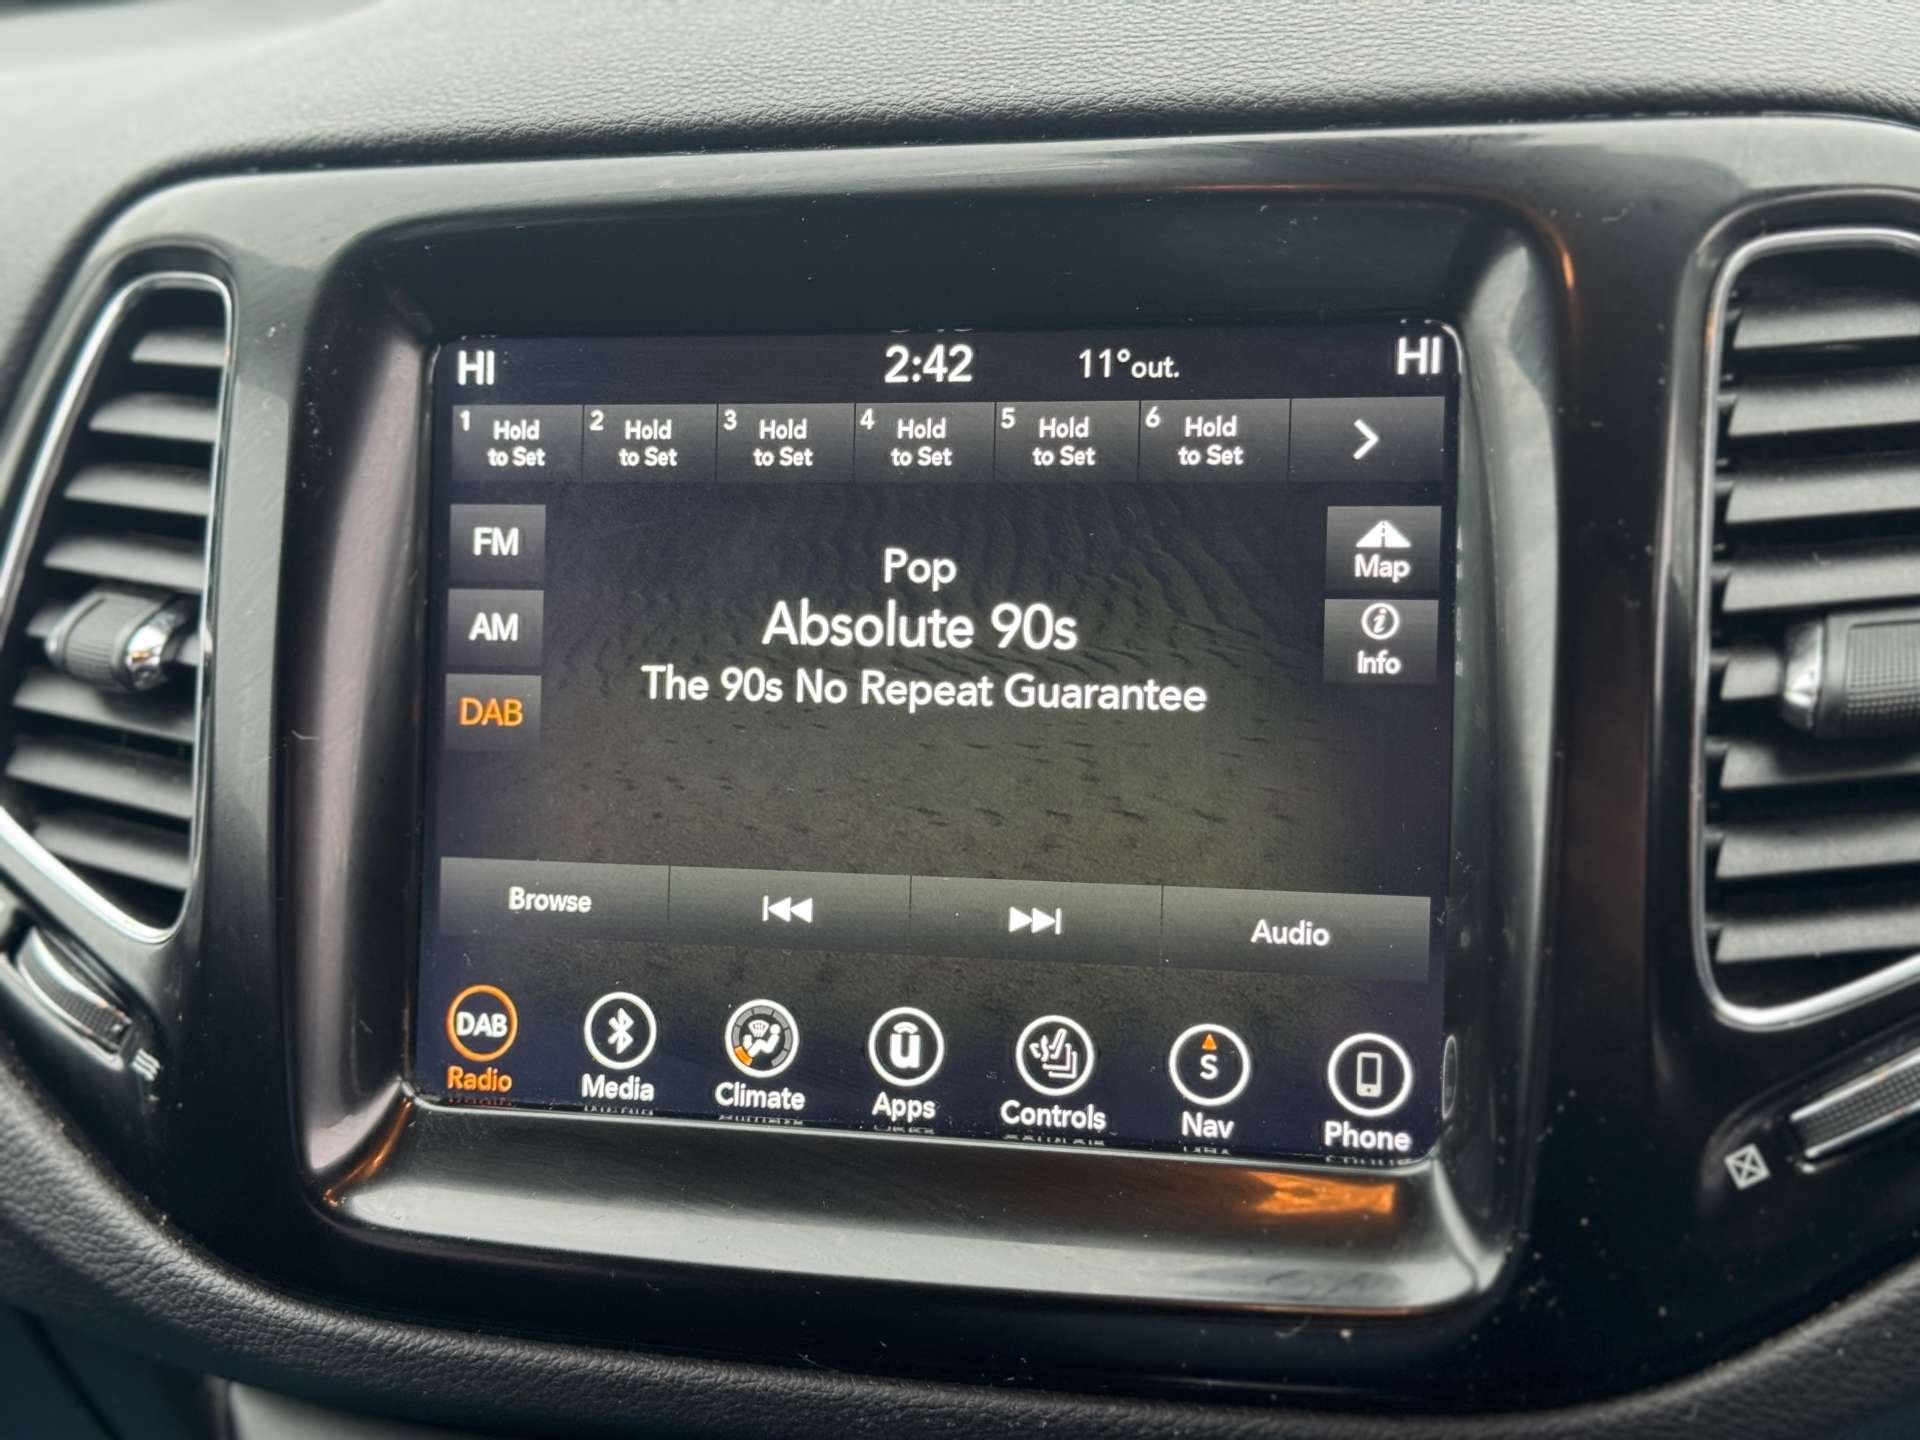 HI 2:42 11°out. HI
1 Hold to Set
2 Hold to Set
3 Hold to Set
4 Hold to Set
5 Hold to Set
6 Hold to Set
FM
AM
DAB
Pop
Absolute 90s
The 90s No Repeat Guarantee
Map
i
Info
Browse
Audio
DAB
Radio
Media
Climate
u
Apps
Controls
S
Nav
Phone